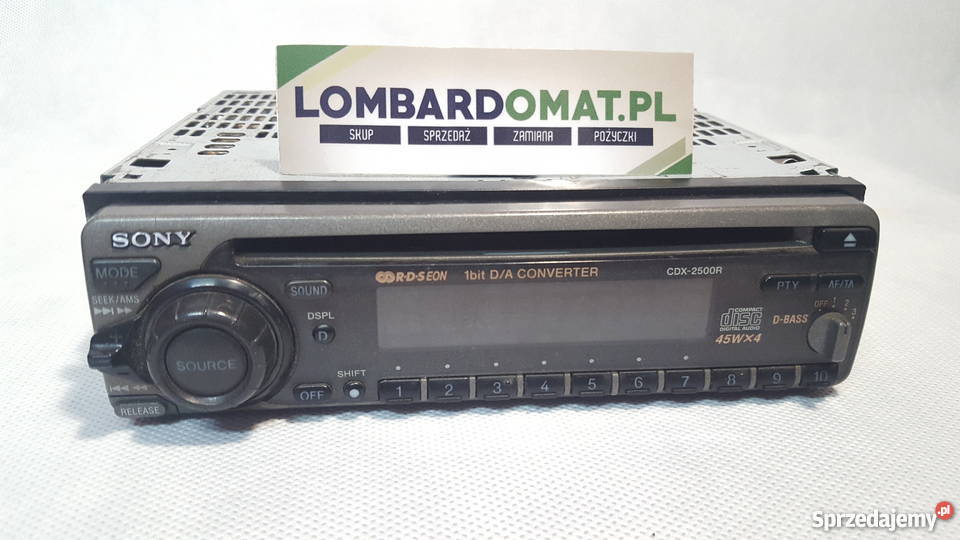 LOMBARDOMAT.PL
SKUP SPRZEDAŻ ZAMIANA POŻYCZKI
SONY
R·D·S EON 1bit D/A CONVERTER CDX-2500R
MODE
SOUND
PTY AF/TA
SEEK/AMS
DSPL
D
OFF 1 2 3
D-BASS
COMPACT
disc
DIGITAL AUDIO
45W×4
SOURCE
SHIFT
OFF
1 2 3 4 5 6 7 8 9 10
RELEASE
Sprzedajemy.pl